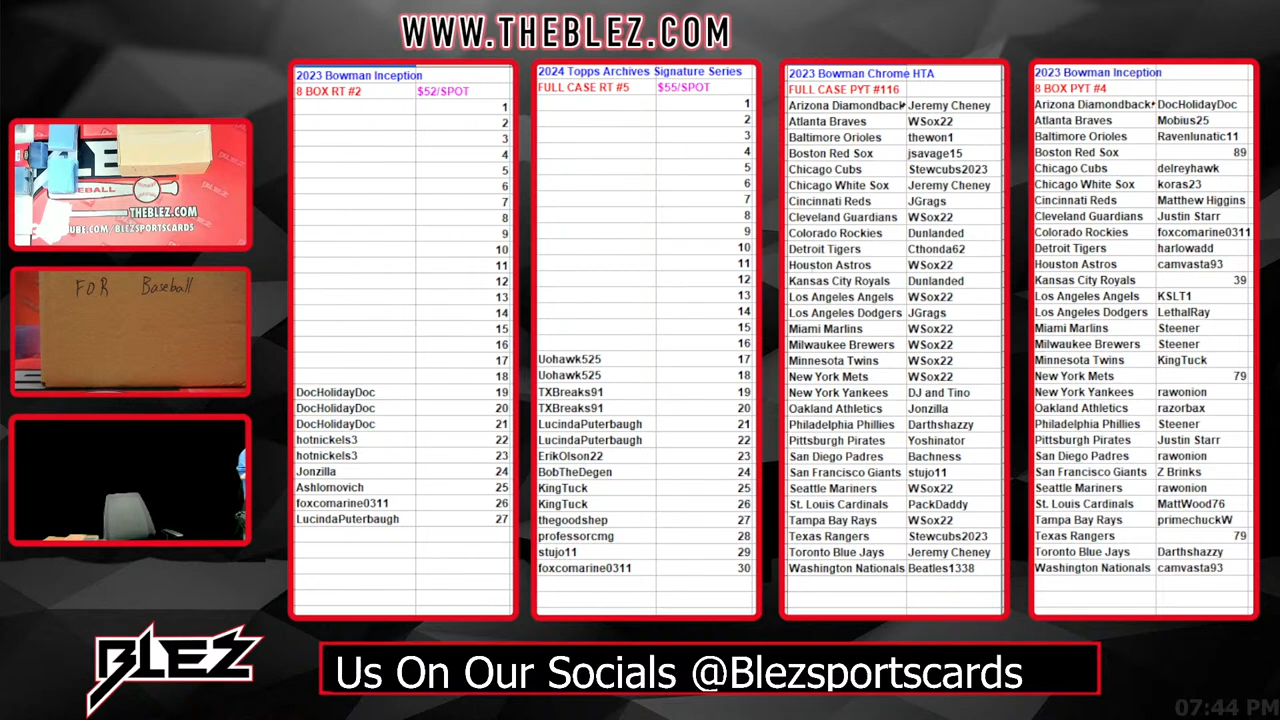 WWW.THEBLEZ.COM
2023 Bowman Inception
8 BOX RT #2 $52/SPOT
1
2
3
4
5
6
7
8
9
10
11
12
13
14
15
16
17
18
DocHolidayDoc 19
DocHolidayDoc 20
DocHolidayDoc 21
hotnickels3 22
hotnickels3 23
Jonzilla 24
Ashlomovich 25
foxcomarine0311 26
LucindaPuterbaugh 27
2024 Topps Archives Signature Series
FULL CASE RT #5 $55/SPOT
1
2
3
4
5
6
7
8
9
10
11
12
13
14
15
16
Uohawk525 17
Uohawk525 18
TXBreaks91 19
TXBreaks91 20
LucindaPuterbaugh 21
LucindaPuterbaugh 22
ErikOlson22 23
BobTheDegen 24
KingTuck 25
KingTuck 26
thegoodshep 27
professorcmg 28
stujo11 29
foxcomarine0311 30
2023 Bowman Chrome HTA
FULL CASE PYT #116
Arizona Diamondback Jeremy Cheney
Atlanta Braves WSox22
Baltimore Orioles thewon1
Boston Red Sox jsavage15
Chicago Cubs Stewcubs2023
Chicago White Sox Jeremy Cheney
Cincinnati Reds JGrags
Cleveland Guardians WSox22
Colorado Rockies Dunlanded
Detroit Tigers Cthonda62
Houston Astros WSox22
Kansas City Royals Dunlanded
Los Angeles Angels WSox22
Los Angeles Dodgers JGrags
Miami Marlins WSox22
Milwaukee Brewers WSox22
Minnesota Twins WSox22
New York Mets WSox22
New York Yankees DJ and Tino
Oakland Athletics Jonzilla
Philadelphia Phillies Darthshazzy
Pittsburgh Pirates Yoshinator
San Diego Padres Bachness
San Francisco Giants stujo11
Seattle Mariners WSox22
St. Louis Cardinals PackDaddy
Tampa Bay Rays WSox22
Texas Rangers Stewcubs2023
Toronto Blue Jays Jeremy Cheney
Washington Nationals Beatles1338
2023 Bowman Inception
8 BOX PYT #4
Arizona Diamondback DocHolidayDoc
Atlanta Braves Mobius25
Baltimore Orioles Ravenlunatic11
Boston Red Sox 89
Chicago Cubs delreyhawk
Chicago White Sox koras23
Cincinnati Reds Matthew Higgins
Cleveland Guardians Justin Starr
Colorado Rockies foxcomarine0311
Detroit Tigers harlowadd
Houston Astros camvasta93
Kansas City Royals 39
Los Angeles Angels KSLT1
Los Angeles Dodgers LethalRay
Miami Marlins Steener
Milwaukee Brewers Steener
Minnesota Twins KingTuck
New York Mets 79
New York Yankees rawonion
Oakland Athletics razorbax
Philadelphia Phillies Steener
Pittsburgh Pirates Justin Starr
San Diego Padres rawonion
San Francisco Giants Z Brinks
Seattle Mariners rawonion
St. Louis Cardinals MattWood76
Tampa Bay Rays primechuckW
Texas Rangers 79
Toronto Blue Jays Darthshazzy
Washington Nationals camvasta93
THEBLEZ.COM
UBE.COM/BLEZSPORTSCARDS
FOR Baseball
BLEZ
Us On Our Socials @Blezsportscards
07:44 PM